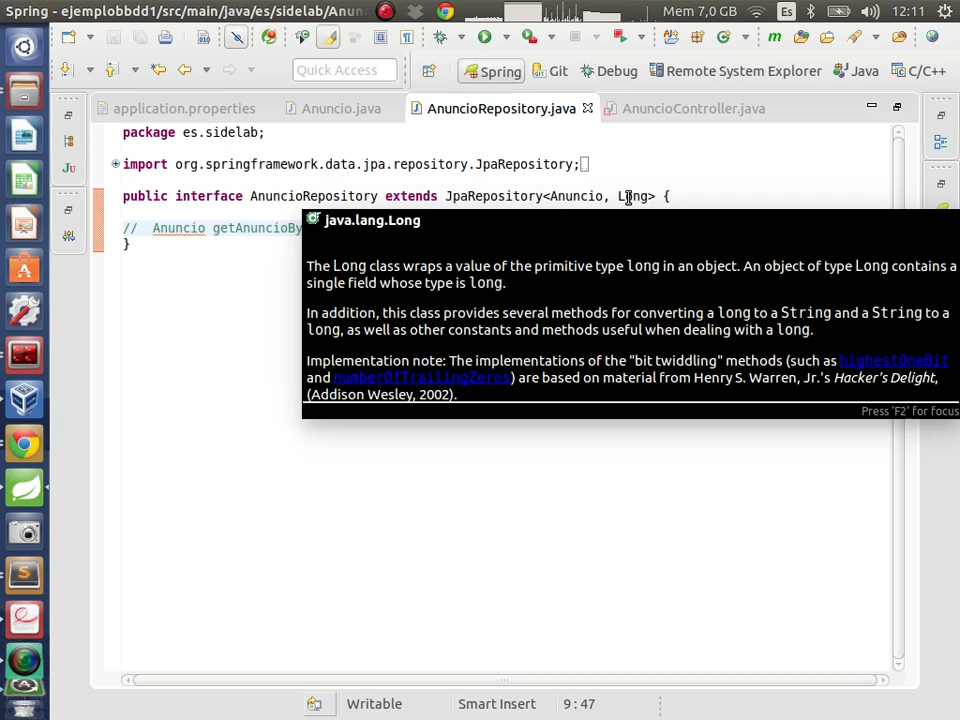 Spring - ejemplobbdd1/src/main/java/es/sidelab/Anun
Mem 7,0 GB
Es
12:11
Quick Access
Spring
Git
Debug
Remote System Explorer
Java
C/C++
application.properties
Anuncio.java
AnuncioRepository.java
AnuncioController.java
package es.sidelab;
import org.springframework.data.jpa.repository.JpaRepository;
public interface AnuncioRepository extends JpaRepository<Anuncio, Long> {
// Anuncio getAnuncioBy
}
java.lang.Long
The Long class wraps a value of the primitive type long in an object. An object of type Long contains a
single field whose type is long.
In addition, this class provides several methods for converting a long to a String and a String to a
long, as well as other constants and methods useful when dealing with a long.
Implementation note: The implementations of the "bit twiddling" methods (such as highestOneBit
and numberOfTrailingZeros) are based on material from Henry S. Warren, Jr.'s Hacker's Delight,
(Addison Wesley, 2002).
Press 'F2' for focus
Writable
Smart Insert
9 : 47